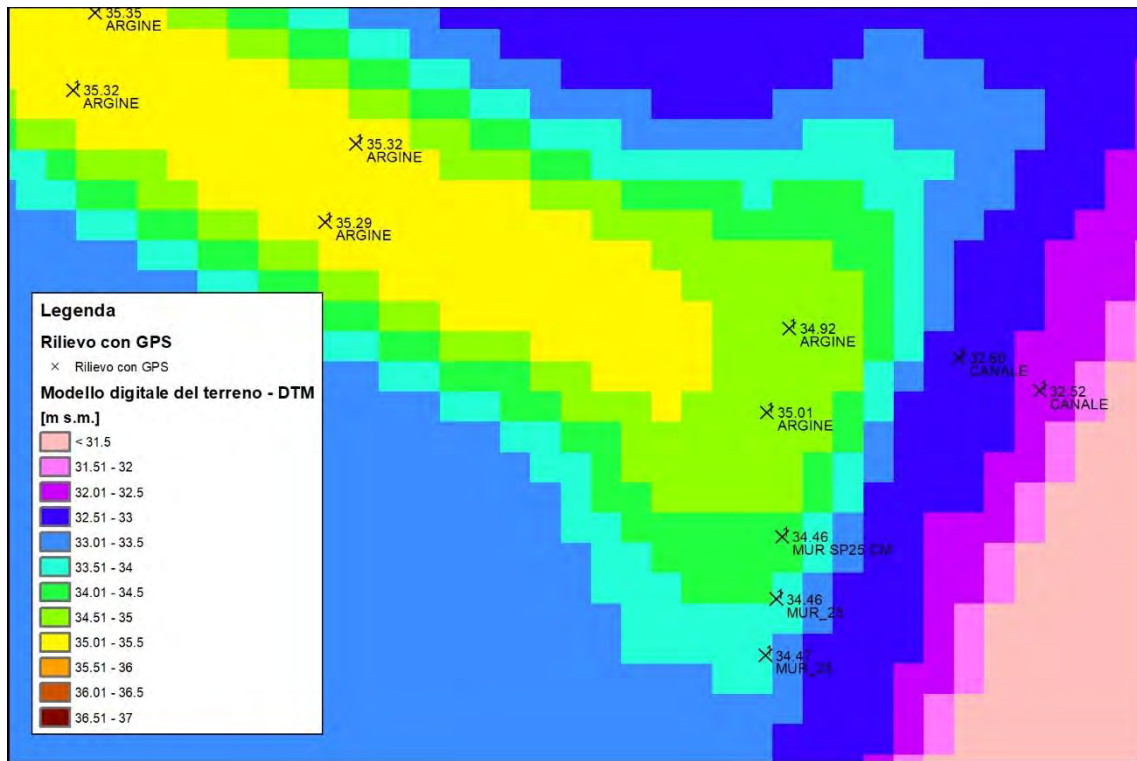 35.35
ARGINE
35.32
ARGINE
35.32
ARGINE
35.29
ARGINE
34.92
ARGINE
32.60
CANALE
32.52
CANALE
35.01
ARGINE
34.46
MUR SP25 CM
34.46
MUR_25
34.47
Legenda
Rilievo con GPS
× Rilievo con GPS
Modello digitale del terreno - DTM
[m s.m.]
< 31.5
31.51 - 32
32.01 - 32.5
32.51 - 33
33.01 - 33.5
33.51 - 34
34.01 - 34.5
34.51 - 35
35.01 - 35.5
35.51 - 36
36.01 - 36.5
36.51 - 37